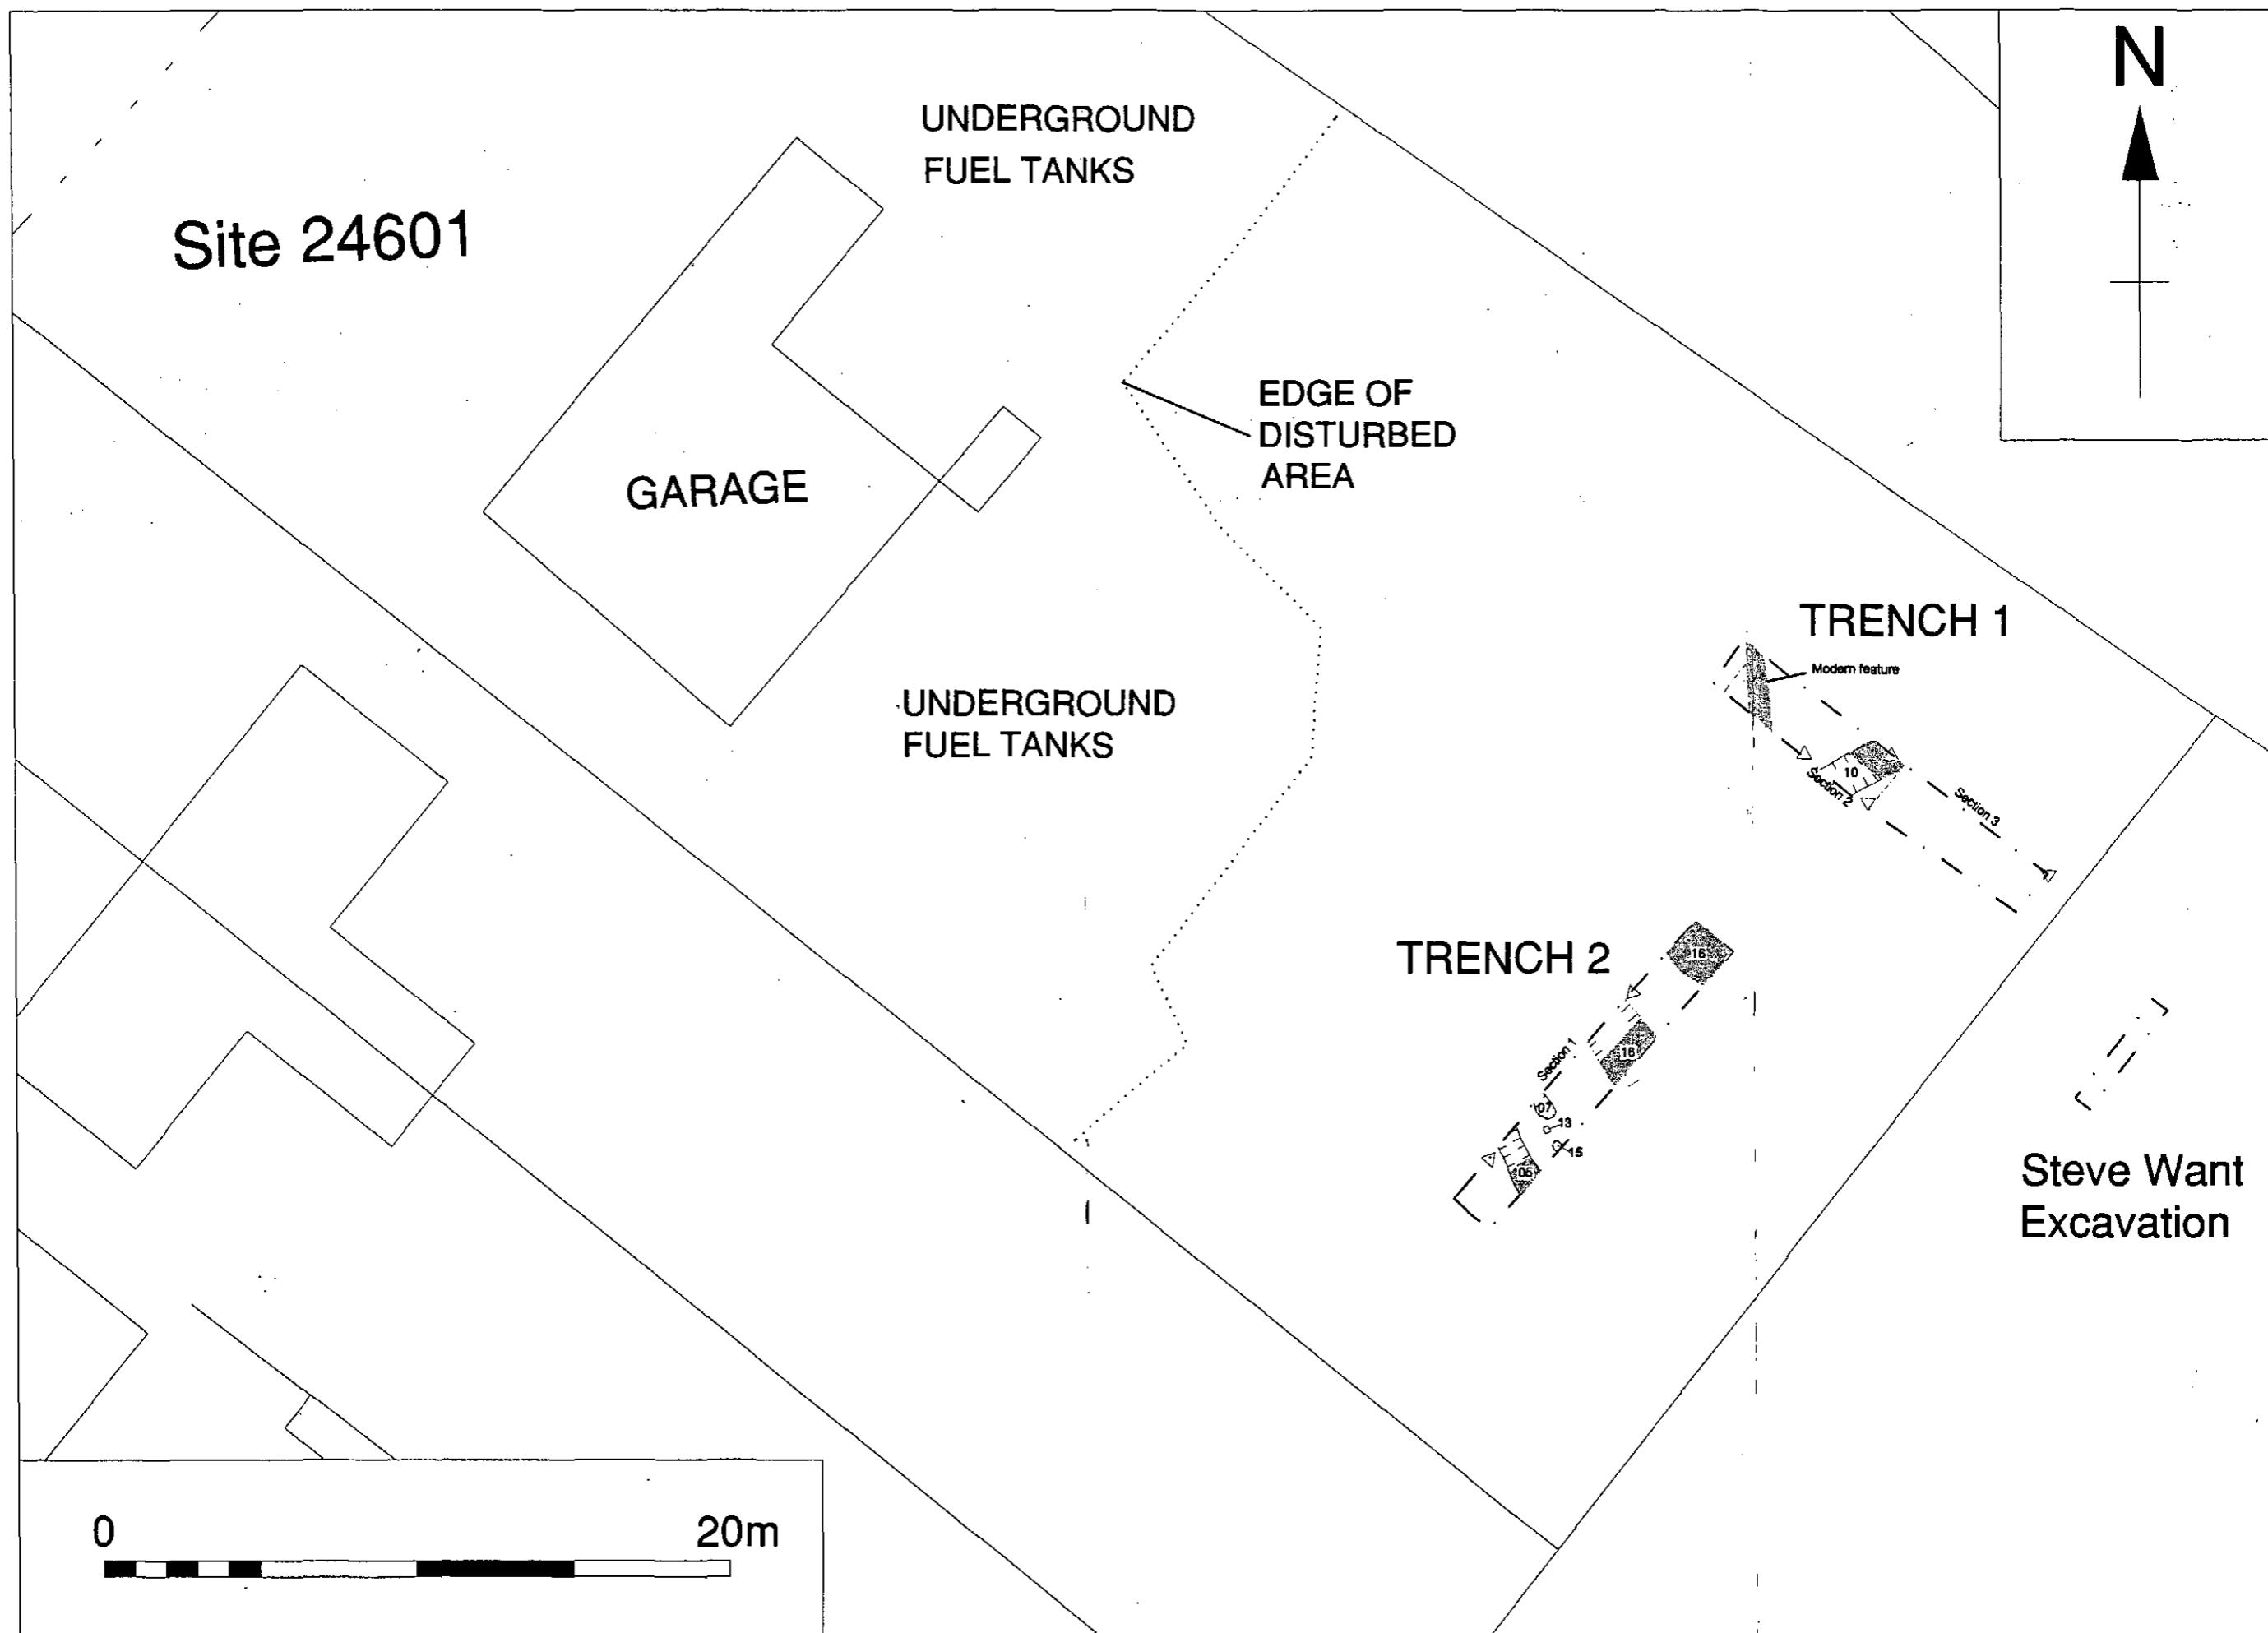 N
UNDERGROUND
FUEL TANKS
Site 24601
EDGE OF
DISTURBED
AREA
GARAGE
TRENCH 1
Modern feature
UNDERGROUND
FUEL TANKS
10
Section 2
Section 3
TRENCH 2
16
16
Section 1
07
13
15
05
Steve Want
Excavation
0
20m